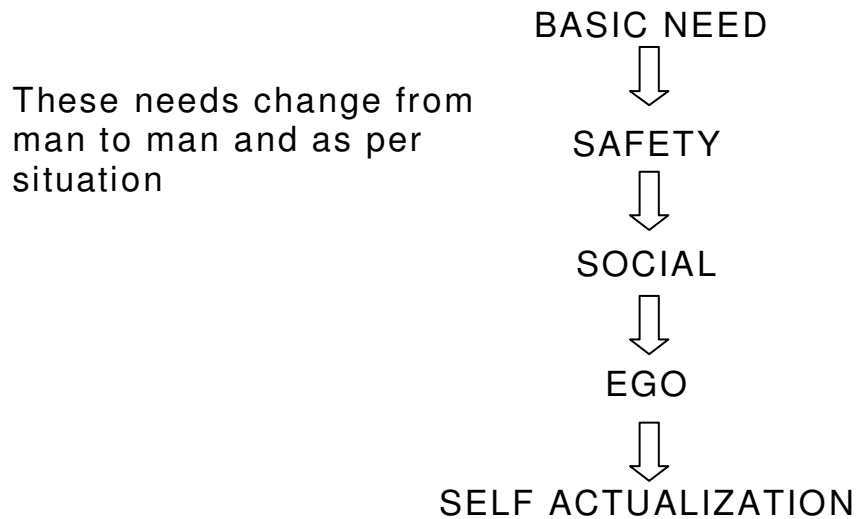 BASIC NEED
These needs change from
man to man and as per
situation
SAFETY
SOCIAL
EGO
SELF ACTUALIZATION